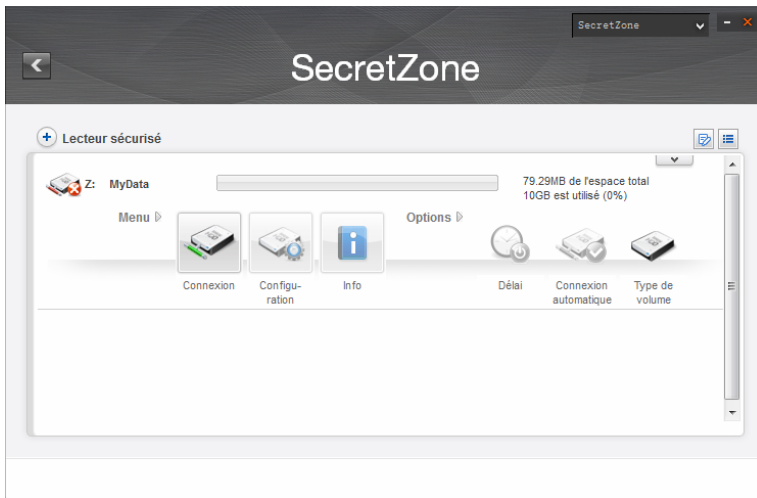 SecretZone
SecretZone
Lecteur sécurisé
Z: MyData
79.29MB de l'espace total
10GB est utilisé (0%)
Menu
Options
Connexion
Configu-
ration
Info
Délai
Connexion
automatique
Type de
volume